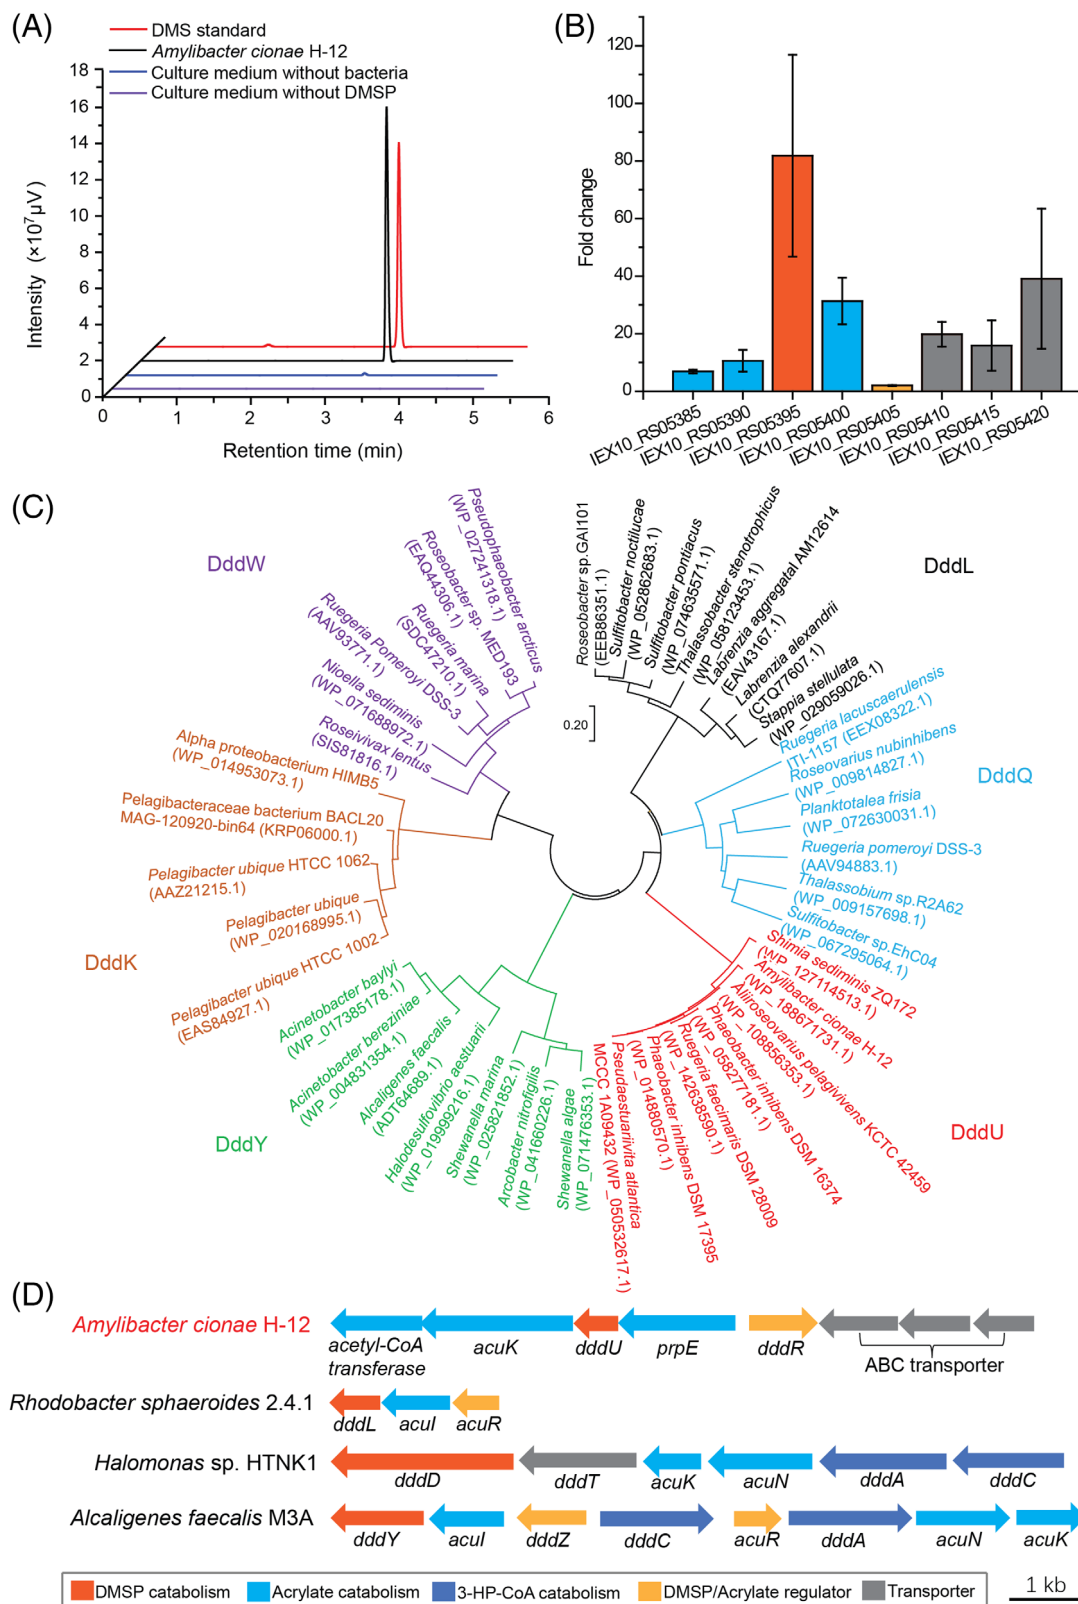 (A)
DMS standard
Amylibacter cionae H-12
Culture medium without bacteria
Culture medium without DMSP
18
16
14
12
10
8
6
4
2
0
Intensity (×10⁷μV)
0 1 2 3 4 5 6
Retention time (min)
(B)
120
100
80
60
40
20
0
Fold change
IEX10_RS05385
IEX10_RS05390
IEX10_RS05395
IEX10_RS05400
IEX10_RS05405
IEX10_RS05410
IEX10_RS05415
IEX10_RS05420
(C)
DddW
Pseudophaeobacter arcticus
(WP_027241318.1)
Roseobacter sp. MED193
(EAQ44306.1)
Ruegeria marina
(SDC47210.1)
Ruegeria Pomeroyi DSS-3
(AAV93771.1)
Nioella sediminis
(WP_071688972.1)
Roseivivax lentus
(SIS81816.1)
DddL
Roseobacter sp.GAI101
(EEB86351.1)
Sulfitobacter noctilucae
(WP_052862683.1)
Sulfitobacter pontiacus
(WP_074635571.1)
Thalassobacter stenotrophicus
(WP_058123453.1)
Labrenzia aggregatal AM12614
(EAV43167.1)
Labrenzia alexandrii
(CTQ77607.1)
Stappia stellulata
(WP_029059026.1)
0.20
DddQ
Ruegeria lacuscaerulensis
ITI-1157 (EEX08322.1)
Roseovarius nubinhibens
(WP_009814827.1)
Planktotalea frisia
(WP_072630031.1)
Ruegeria pomeroyi DSS-3
(AAV94883.1)
Thalassobium sp.R2A62
(WP_009157698.1)
Sulfitobacter sp.EhC04
(WP_067295064.1)
DddK
Alpha proteobacterium HIMB5
(WP_014953073.1)
Pelagibacteraceae bacterium BACL20
MAG-120920-bin64 (KRP06000.1)
Pelagibacter ubique HTCC 1062
(AAZ21215.1)
Pelagibacter ubique
(WP_020168995.1)
Pelagibacter ubique HTCC 1002
(EAS84927.1)
DddY
Acinetobacter baylyi
(WP_017385178.1)
Acinetobacter bereziniae
(WP_004831354.1)
Alcaligenes faecalis
(ADT64689.1)
Halodesulfovibrio aestuarii
(WP_019999216.1)
Shewanella marina
(WP_025821852.1)
Arcobacter nitrofigilis
(WP_041660226.1)
Shewanella algae
(WP_071476353.1)
DddU
Shimia sediminis ZQ172
(WP_127114513.1)
Amylibacter cionae H-12
(WP_188671731.1)
Aliiroseovarius pelagivivens KCTC 42459
(WP_108856353.1)
Phaeobacter inhibens DSM 16374
(WP_058277181.1)
Ruegeria faecimaris DSM 28009
(WP_142638590.1)
Phaeobacter inhibens DSM 17395
(WP_014880570.1)
Pseudaestuariivita atlantica
MCCC 1A09432 (WP_050532617.1)
(D)
Amylibacter cionae H-12
acetyl-CoA
transferase
acuK
dddU
prpE
dddR
ABC transporter
Rhodobacter sphaeroides 2.4.1
dddL
acuI
acuR
Halomonas sp. HTNK1
dddD
dddT
acuK
acuN
dddA
dddC
Alcaligenes faecalis M3A
dddY
acuI
dddZ
dddC
acuR
dddA
acuN
acuK
DMSP catabolism
Acrylate catabolism
3-HP-CoA catabolism
DMSP/Acrylate regulator
Transporter
1 kb